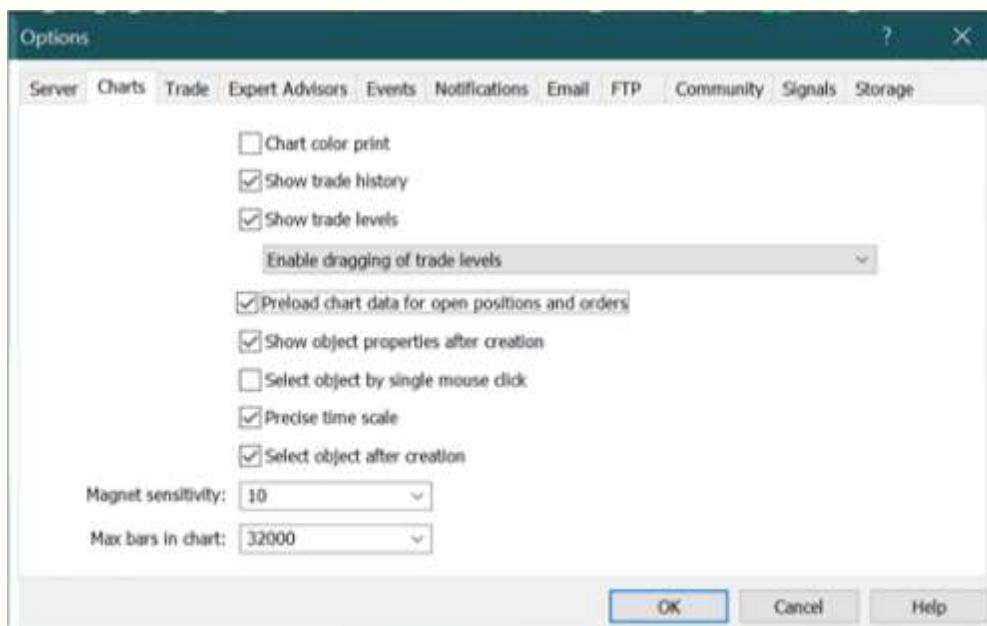 Options
Server Charts Trade Expert Advisors Events Notifications Email FTP Community Signals Storage
Chart color print
Show trade history
Show trade levels
Enable dragging of trade levels
Preload chart data for open positions and orders
Show object properties after creation
Select object by single mouse click
Precise time scale
Select object after creation
Magnet sensitivity: 10
Max bars in chart: 32000
OK Cancel Help